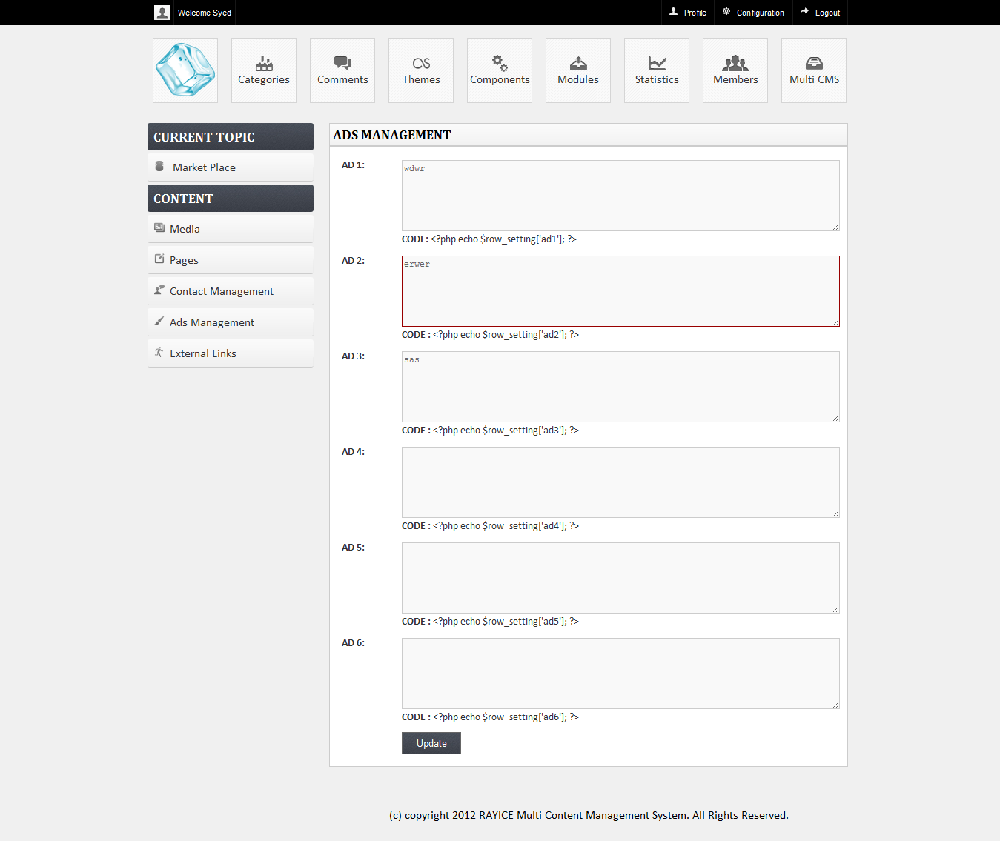 Welcome Syed
Profile
Configuration
Logout
Categories
Comments
Themes
Components
Modules
Statistics
Members
Multi CMS
CURRENT TOPIC
Market Place
CONTENT
Media
Pages
Contact Management
Ads Management
External Links
ADS MANAGEMENT
AD 1:
wdwr
CODE: <?php echo $row_setting['ad1']; ?>
AD 2:
erwer
CODE : <?php echo $row_setting['ad2']; ?>
AD 3:
sas
CODE : <?php echo $row_setting['ad3']; ?>
AD 4:
CODE : <?php echo $row_setting['ad4']; ?>
AD 5:
CODE : <?php echo $row_setting['ad5']; ?>
AD 6:
CODE : <?php echo $row_setting['ad6']; ?>
Update
(c) copyright 2012 RAYICE Multi Content Management System. All Rights Reserved.